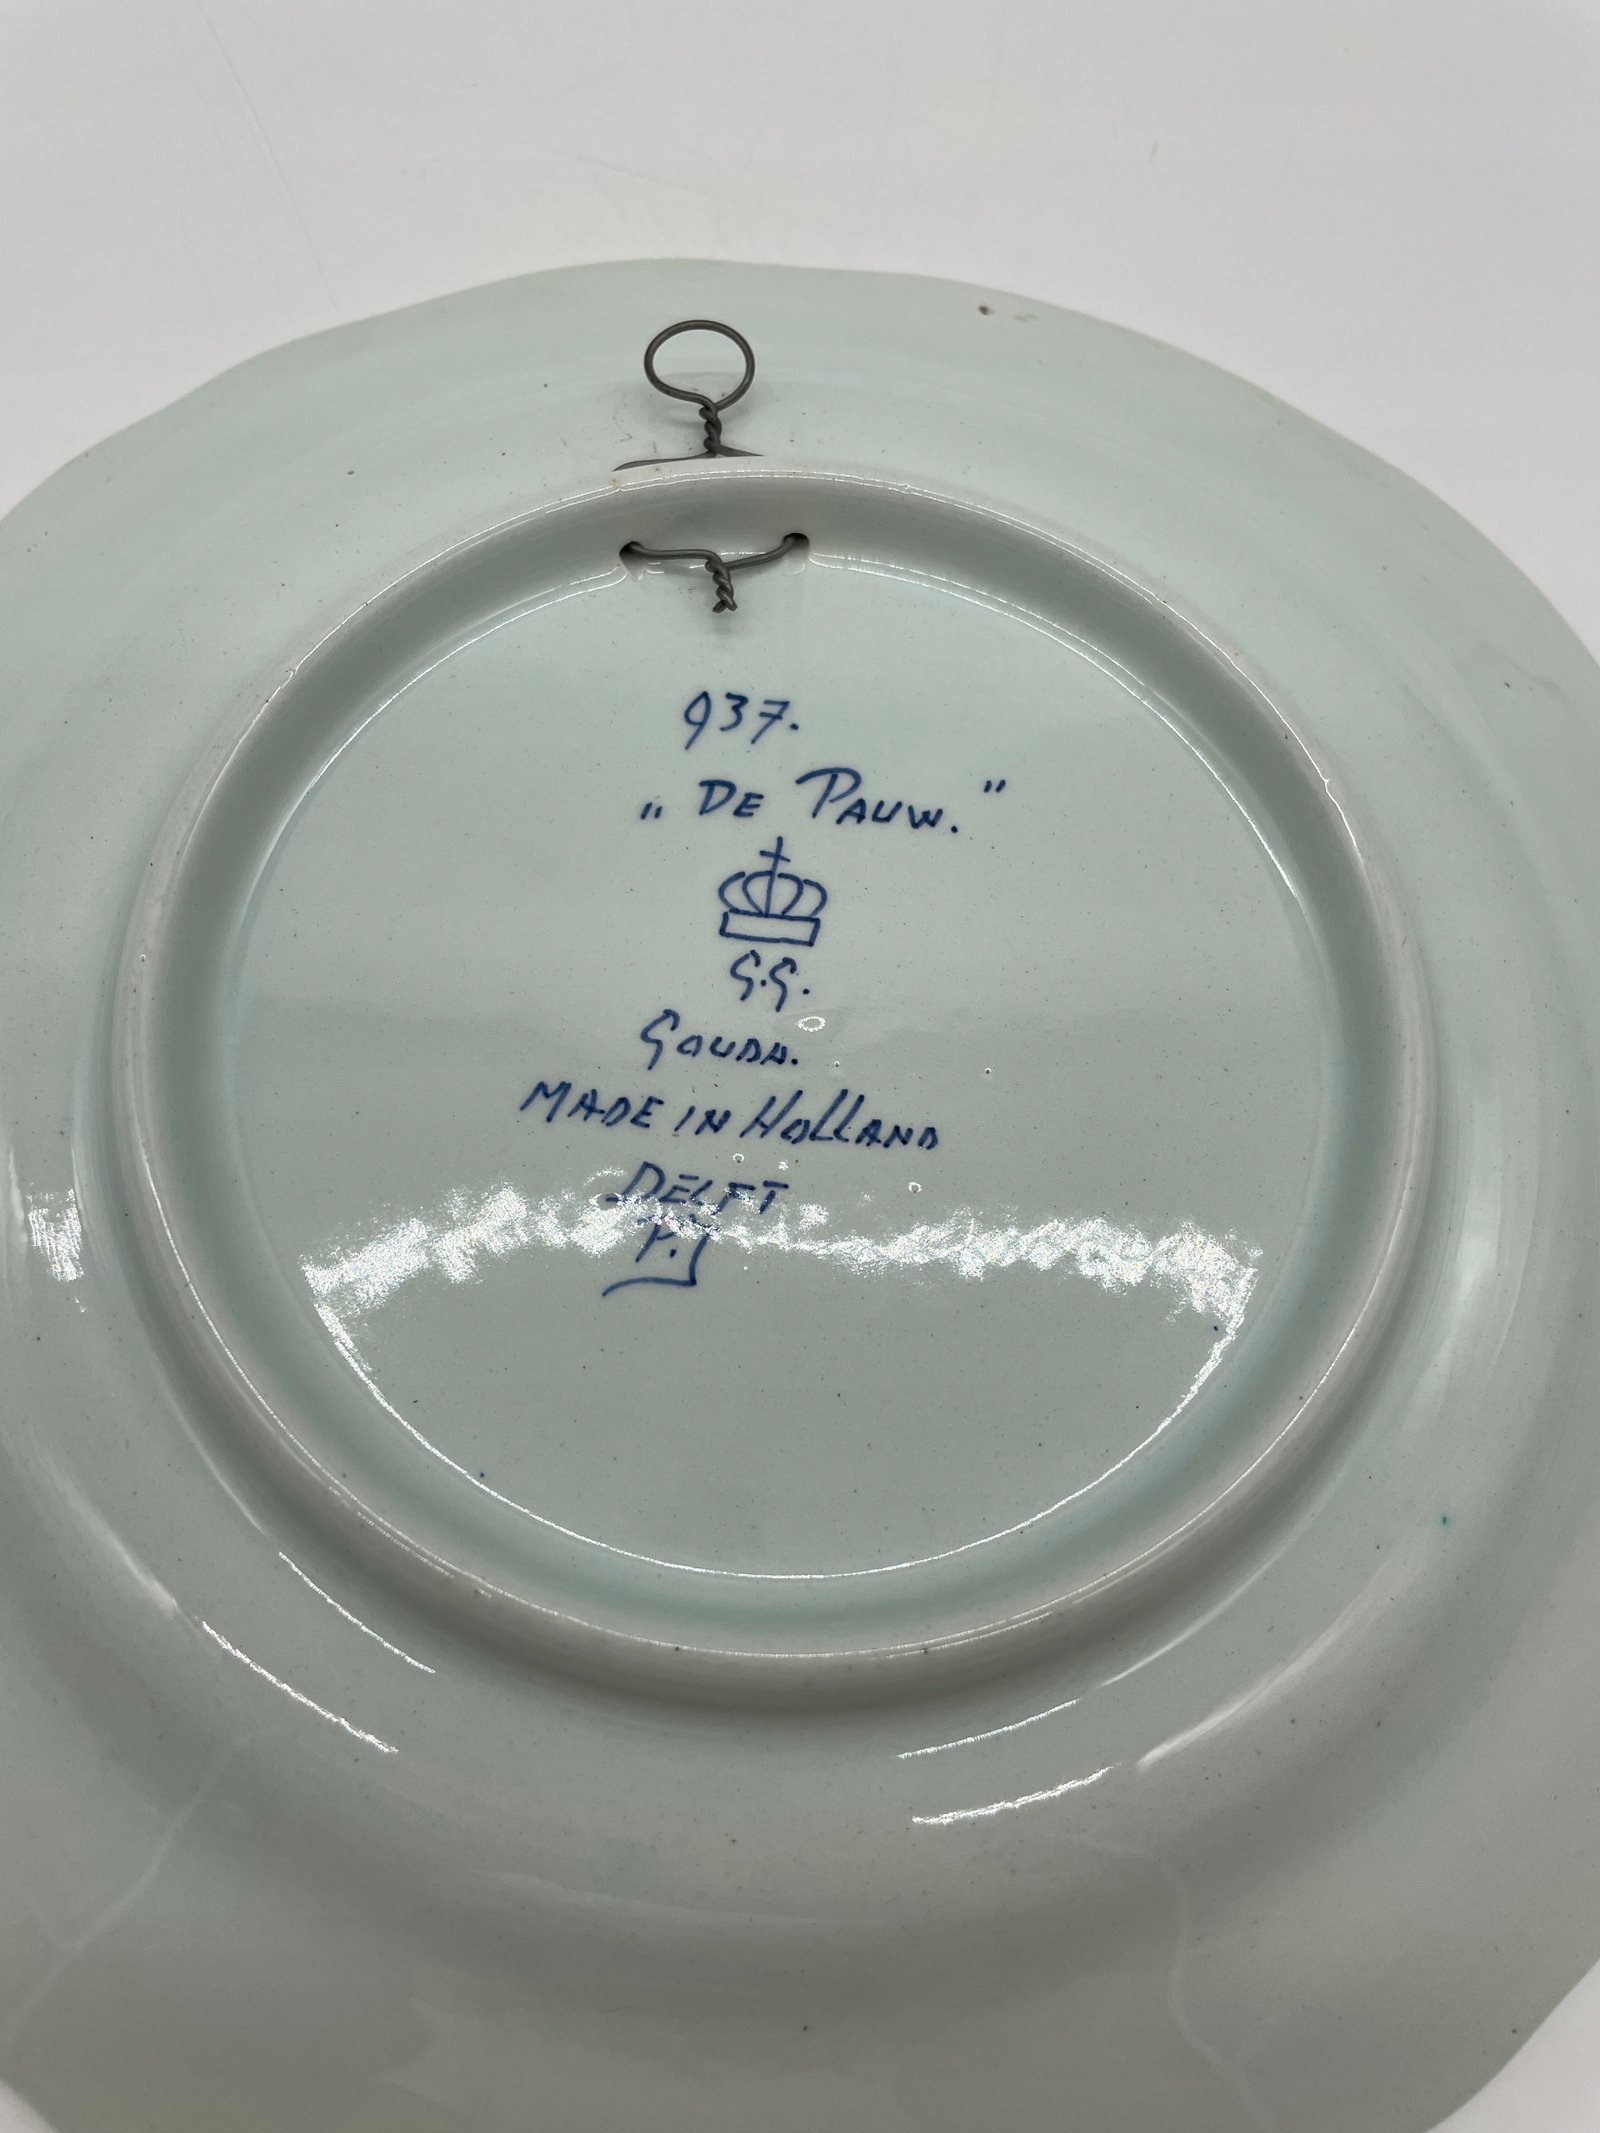 937.
„ DE PAUW."
G.G.
GOUDA.
MADE IN HOLLAND
DELFT